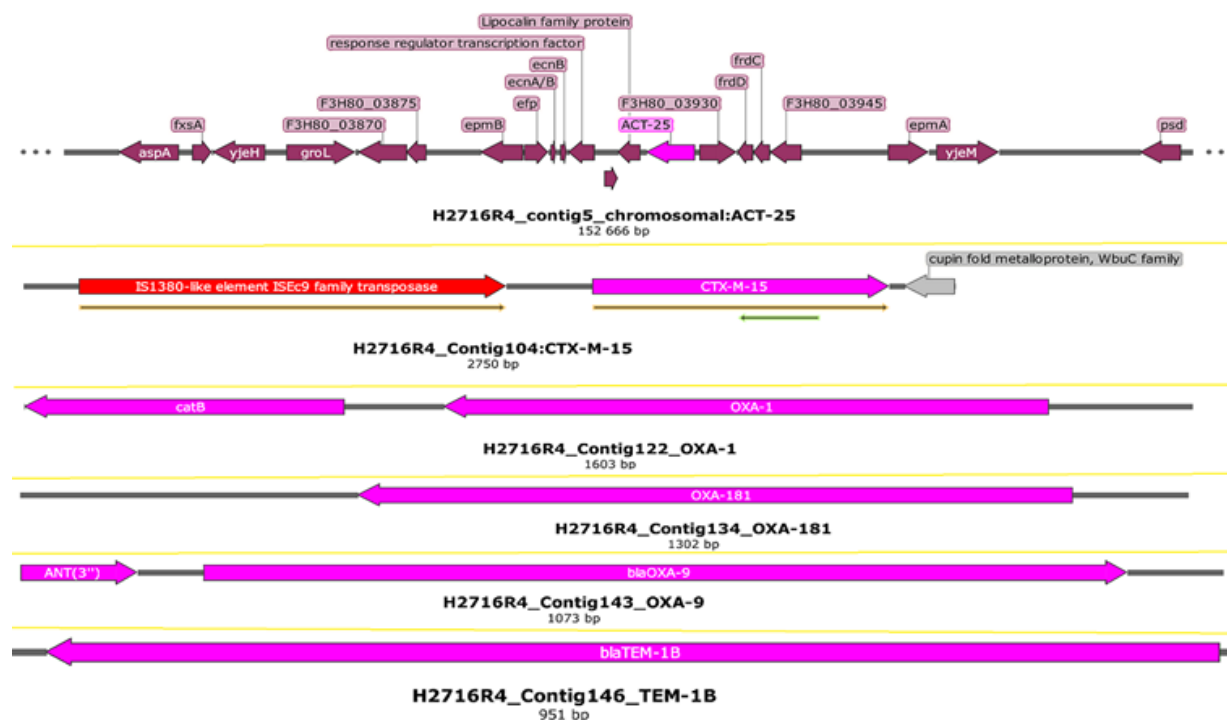 Lipocalin family protein
response regulator transcription factor
ecnB
frdC
ecnA/B
frdD
F3H80_03875
efp
F3H80_03930
F3H80_03945
fxsA
F3H80_03870
epmB
ACT-25
epmA
psd
aspA
yjeH
groL
yjeM
H2716R4_contig5_chromosomal:ACT-25
152 666 bp
cupin fold metalloprotein, WbuC family
IS1380-like element ISEc9 family transposase
CTX-M-15
H2716R4_Contig104:CTX-M-15
2750 bp
catB
OXA-1
H2716R4_Contig122_OXA-1
1603 bp
OXA-181
H2716R4_Contig134_OXA-181
1302 bp
ANT(3")
blaOXA-9
H2716R4_Contig143_OXA-9
1073 bp
blaTEM-1B
H2716R4_Contig146_TEM-1B
951 bp